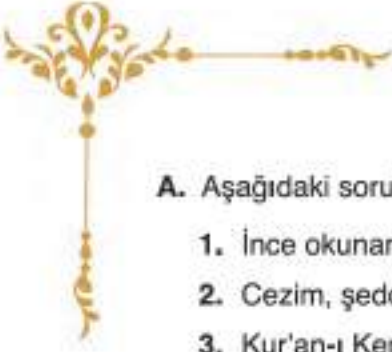 A. Aşağıdaki soru
1. İnce okunar
2. Cezim, şedd
3. Kur'an-ı Ker